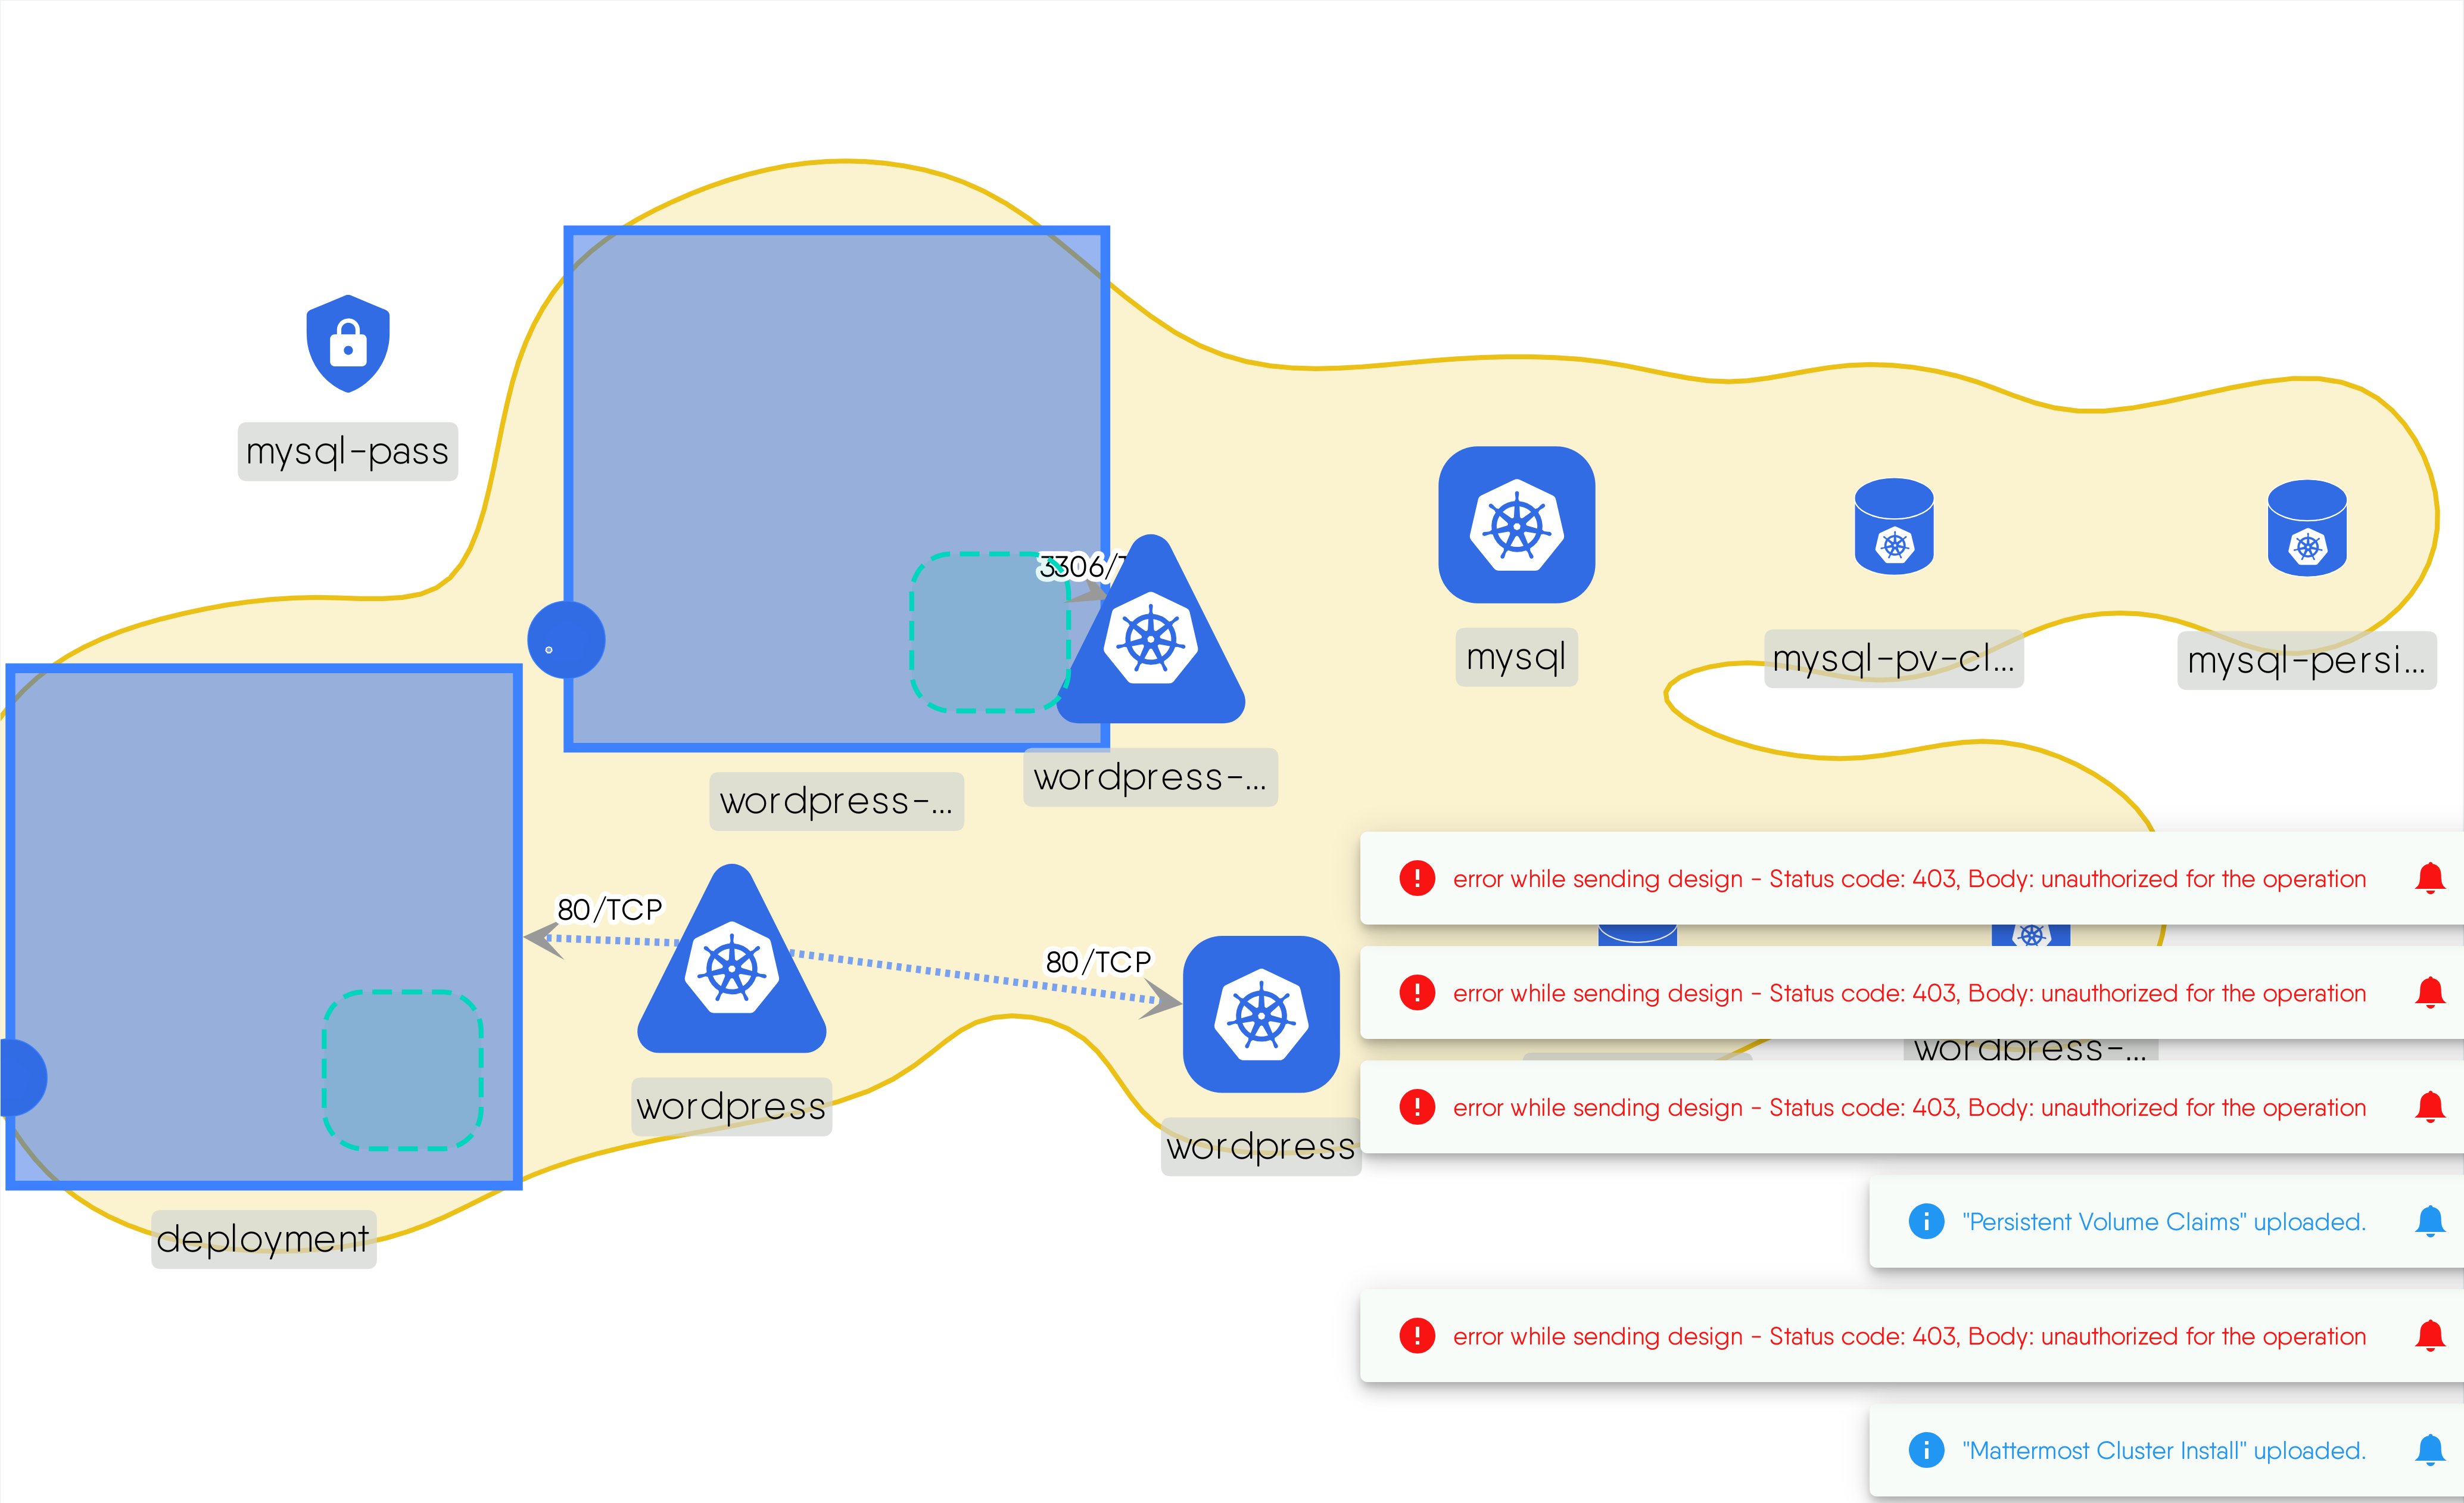 mysql-pass
3306/T
mysql
mysql-pv-cl...
mysql-persi...
wordpress-...
wordpress-...
error while sending design - Status code: 403, Body: unauthorized for the operation
80/TCP
80/TCP
error while sending design - Status code: 403, Body: unauthorized for the operation
wordpress-...
wordpress
error while sending design - Status code: 403, Body: unauthorized for the operation
wordpress
deployment
"Persistent Volume Claims" uploaded.
error while sending design - Status code: 403, Body: unauthorized for the operation
"Mattermost Cluster Install" uploaded.